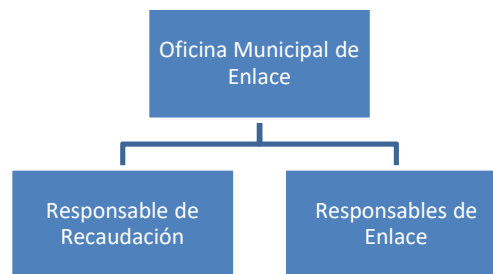 Oficina Municipal de
Enlace
Responsable de
Recaudación
Responsables de
Enlace